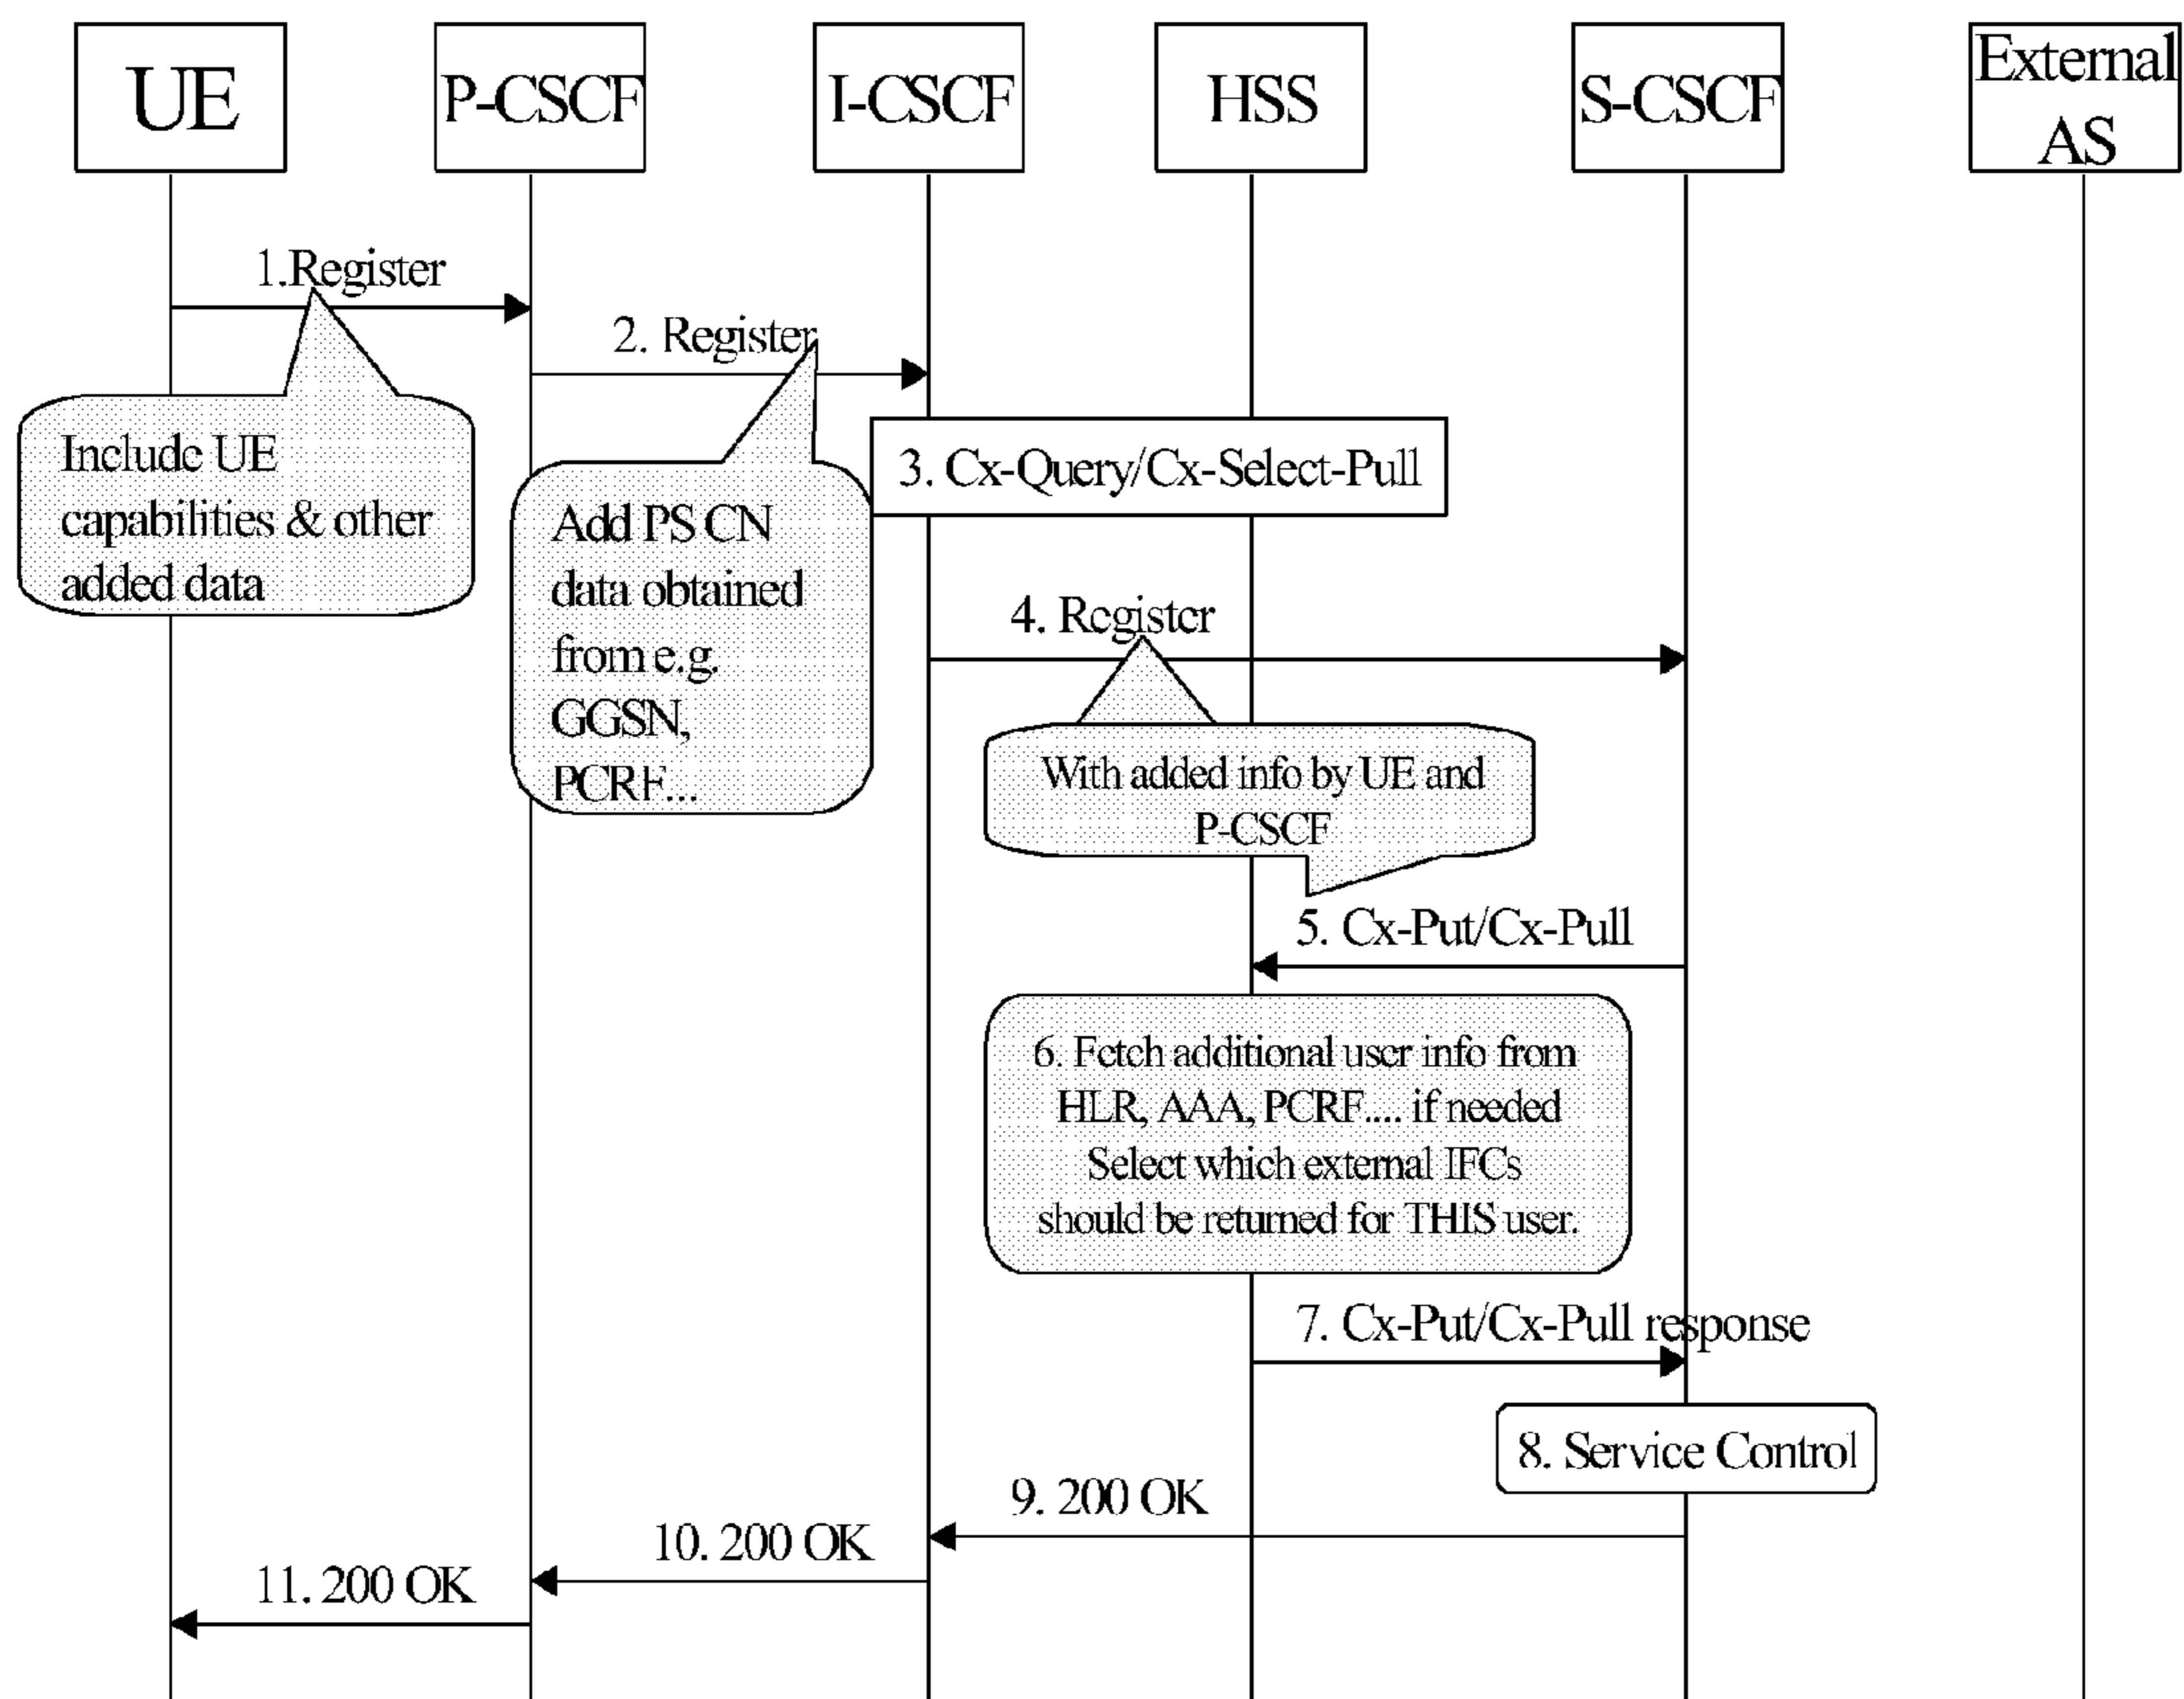 UE
P-CSCF
I-CSCF
HSS
S-CSCF
External
AS
1.Register
2. Register
Include UE
capabilities & other
added data
Add PS CN
data obtained
from e.g.
GGSN,
PCRF...
3. Cx-Query/Cx-Select-Pull
4. Register
With added info by UE and
P-CSCF
5. Cx-Put/Cx-Pull
6. Fetch additional user info from
HLR, AAA, PCRF.... if needed
Select which external IFCs
should be returned for THIS user.
7. Cx-Put/Cx-Pull response
8. Service Control
9. 200 OK
10. 200 OK
11. 200 OK